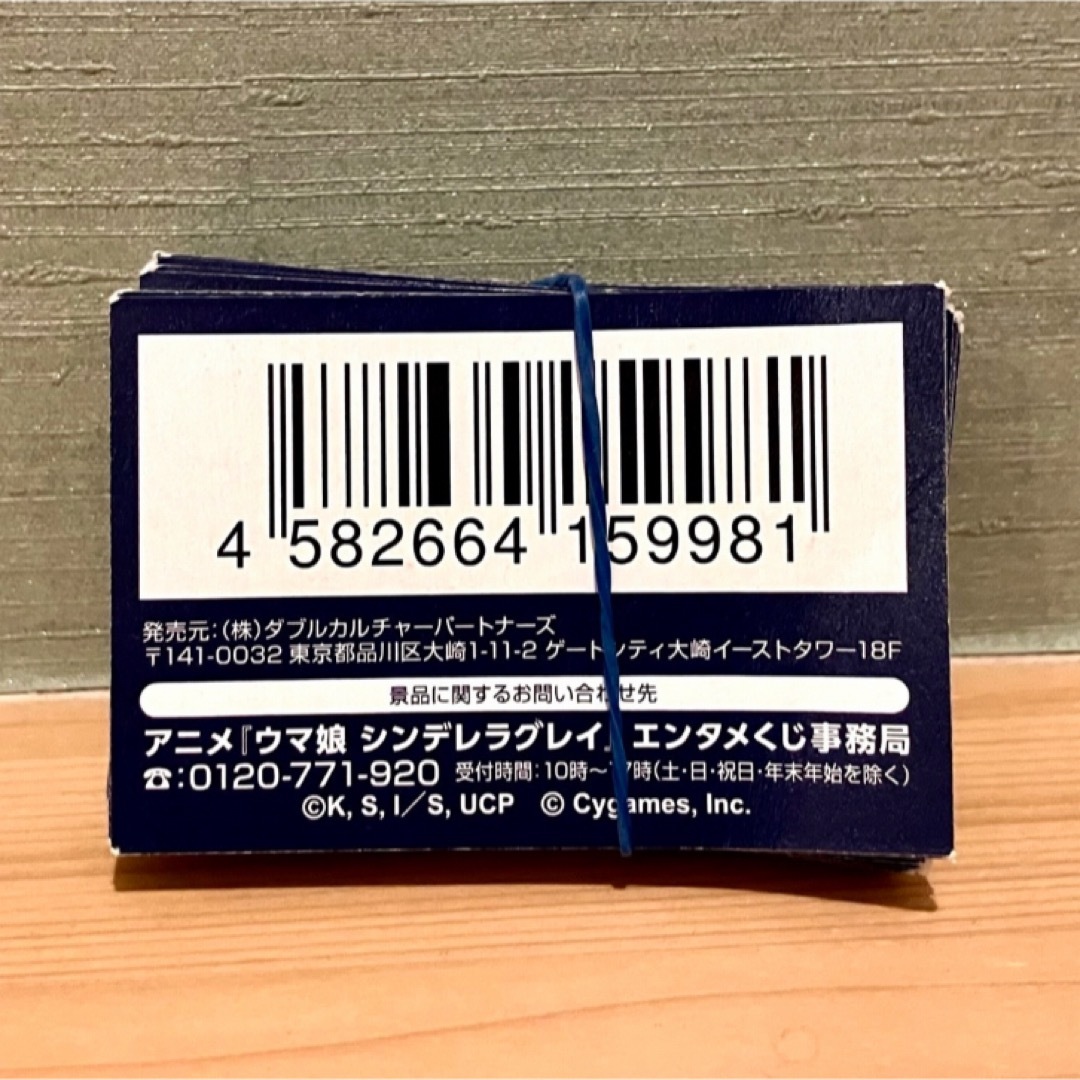 4 582664 159981
発売元:(株)ダブルカルチャーパートナーズ
〒141-0032 東京都品川区大崎1-11-2 ゲートシティ大崎イーストタワー18F
景品に関するお問い合わせ先
アニメ『ウマ娘 シンデレラグレイ』 エンタメくじ事務局
☎:0120-771-920 受付時間:10時〜17時(土・日・祝日・年末年始を除く)
©K, S, I／S, UCP © Cygames, Inc.